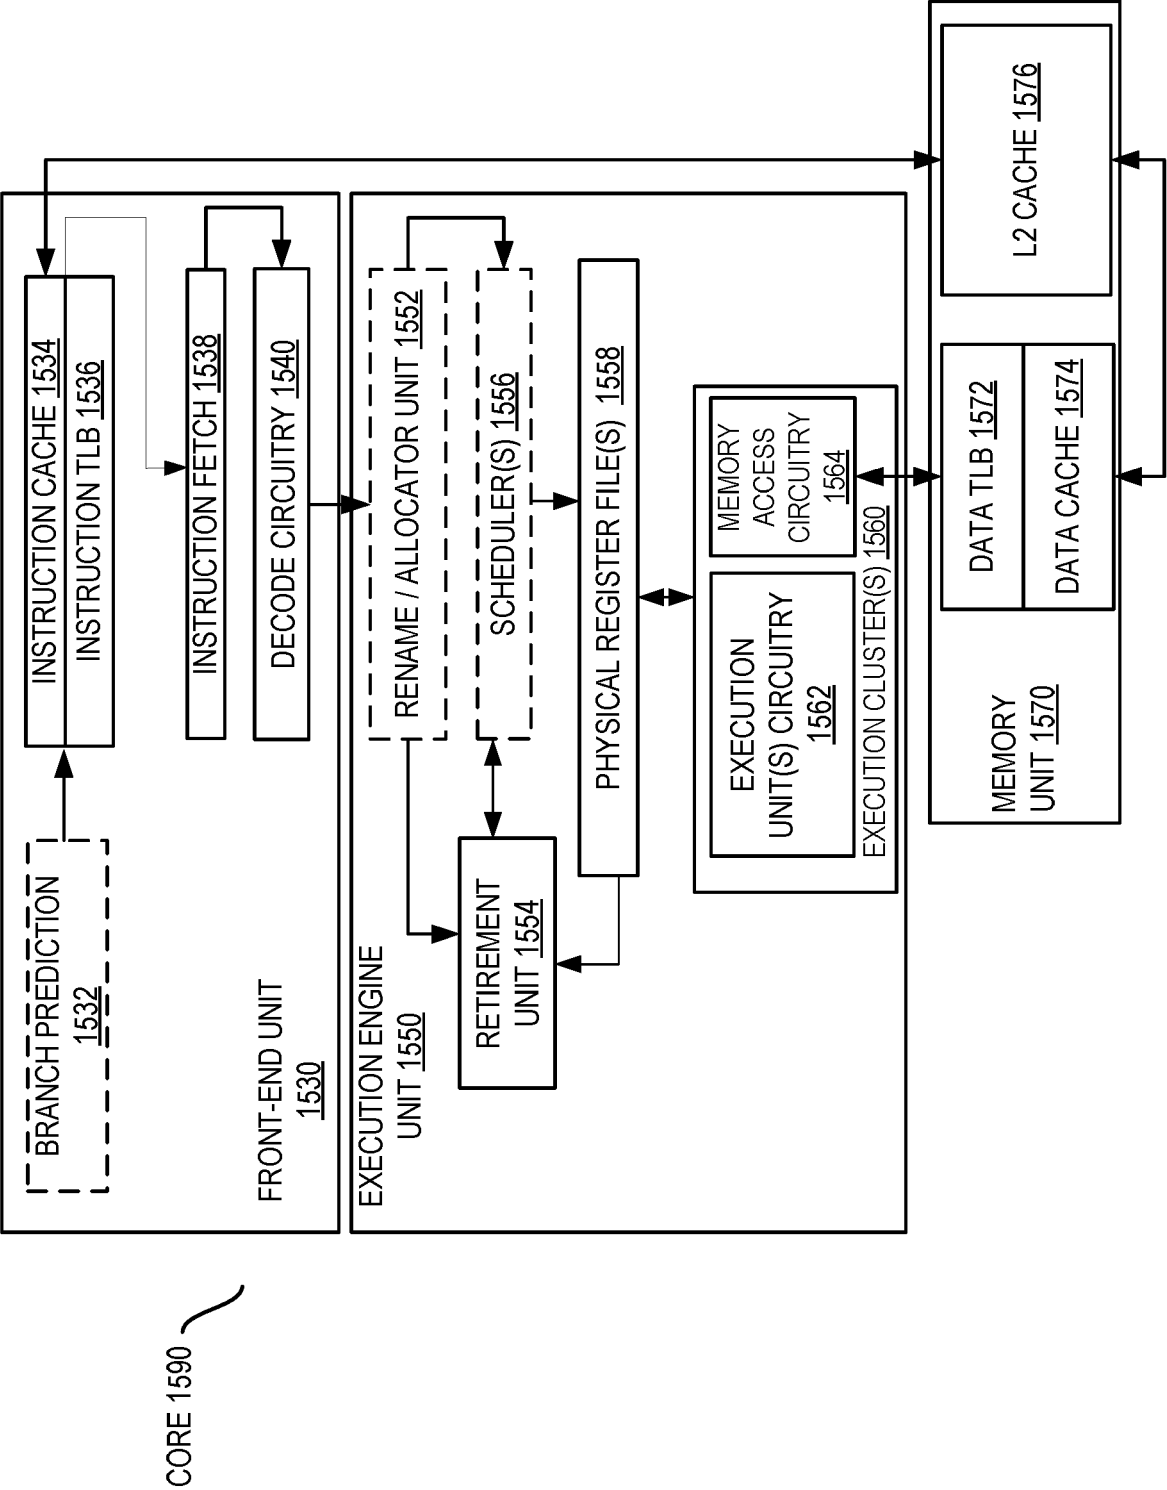 CORE 1590
BRANCH PREDICTION
1532
INSTRUCTION CACHE 1534
INSTRUCTION TLB 1536
INSTRUCTION FETCH 1538
DECODE CIRCUITRY 1540
FRONT-END UNIT
1530
EXECUTION ENGINE
UNIT 1550
RENAME / ALLOCATOR UNIT 1552
SCHEDULER(S) 1556
RETIREMENT
UNIT 1554
PHYSICAL REGISTER FILE(S) 1558
EXECUTION
UNIT(S) CIRCUITRY
1562
MEMORY
ACCESS
CIRCUITRY
1564
EXECUTION CLUSTER(S) 1560
MEMORY
UNIT 1570
DATA TLB 1572
DATA CACHE 1574
L2 CACHE 1576